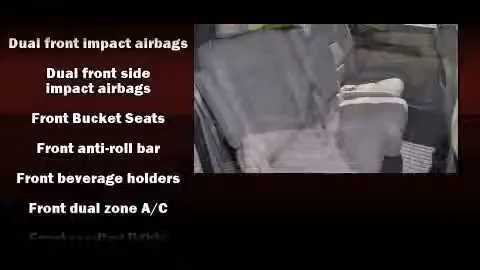 Dual front impact airbags
Dual front side
impact airbags
Front Bucket Seats
Front anti-roll bar
Front beverage holders
Front dual zone A/C